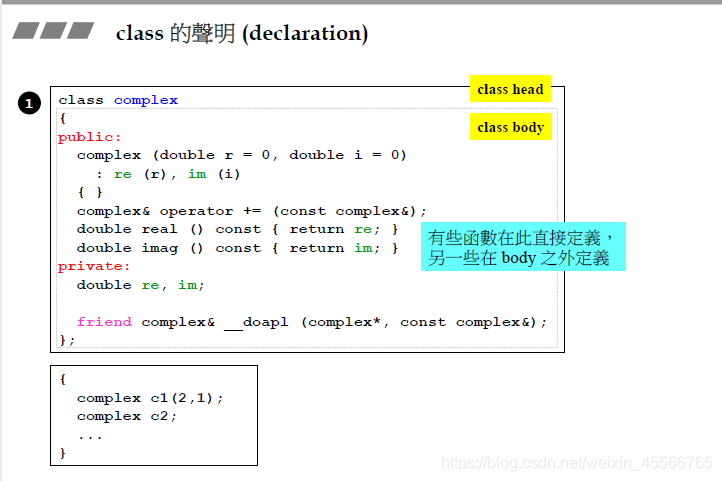 class 的聲明 (declaration)
1
class head
class complex
{
class body
public:
complex (double r = 0, double i = 0)
: re (r), im (i)
{ }
complex& operator += (const complex&);
double real () const { return re; }
double imag () const { return im; }
有些函數在此直接定義，
另一些在 body 之外定義
private:
double re, im;
friend complex& __doapl (complex*, const complex&);
};
{
complex c1(2,1);
complex c2;
...
}
https://blog.csdn.net/weixin_45566765